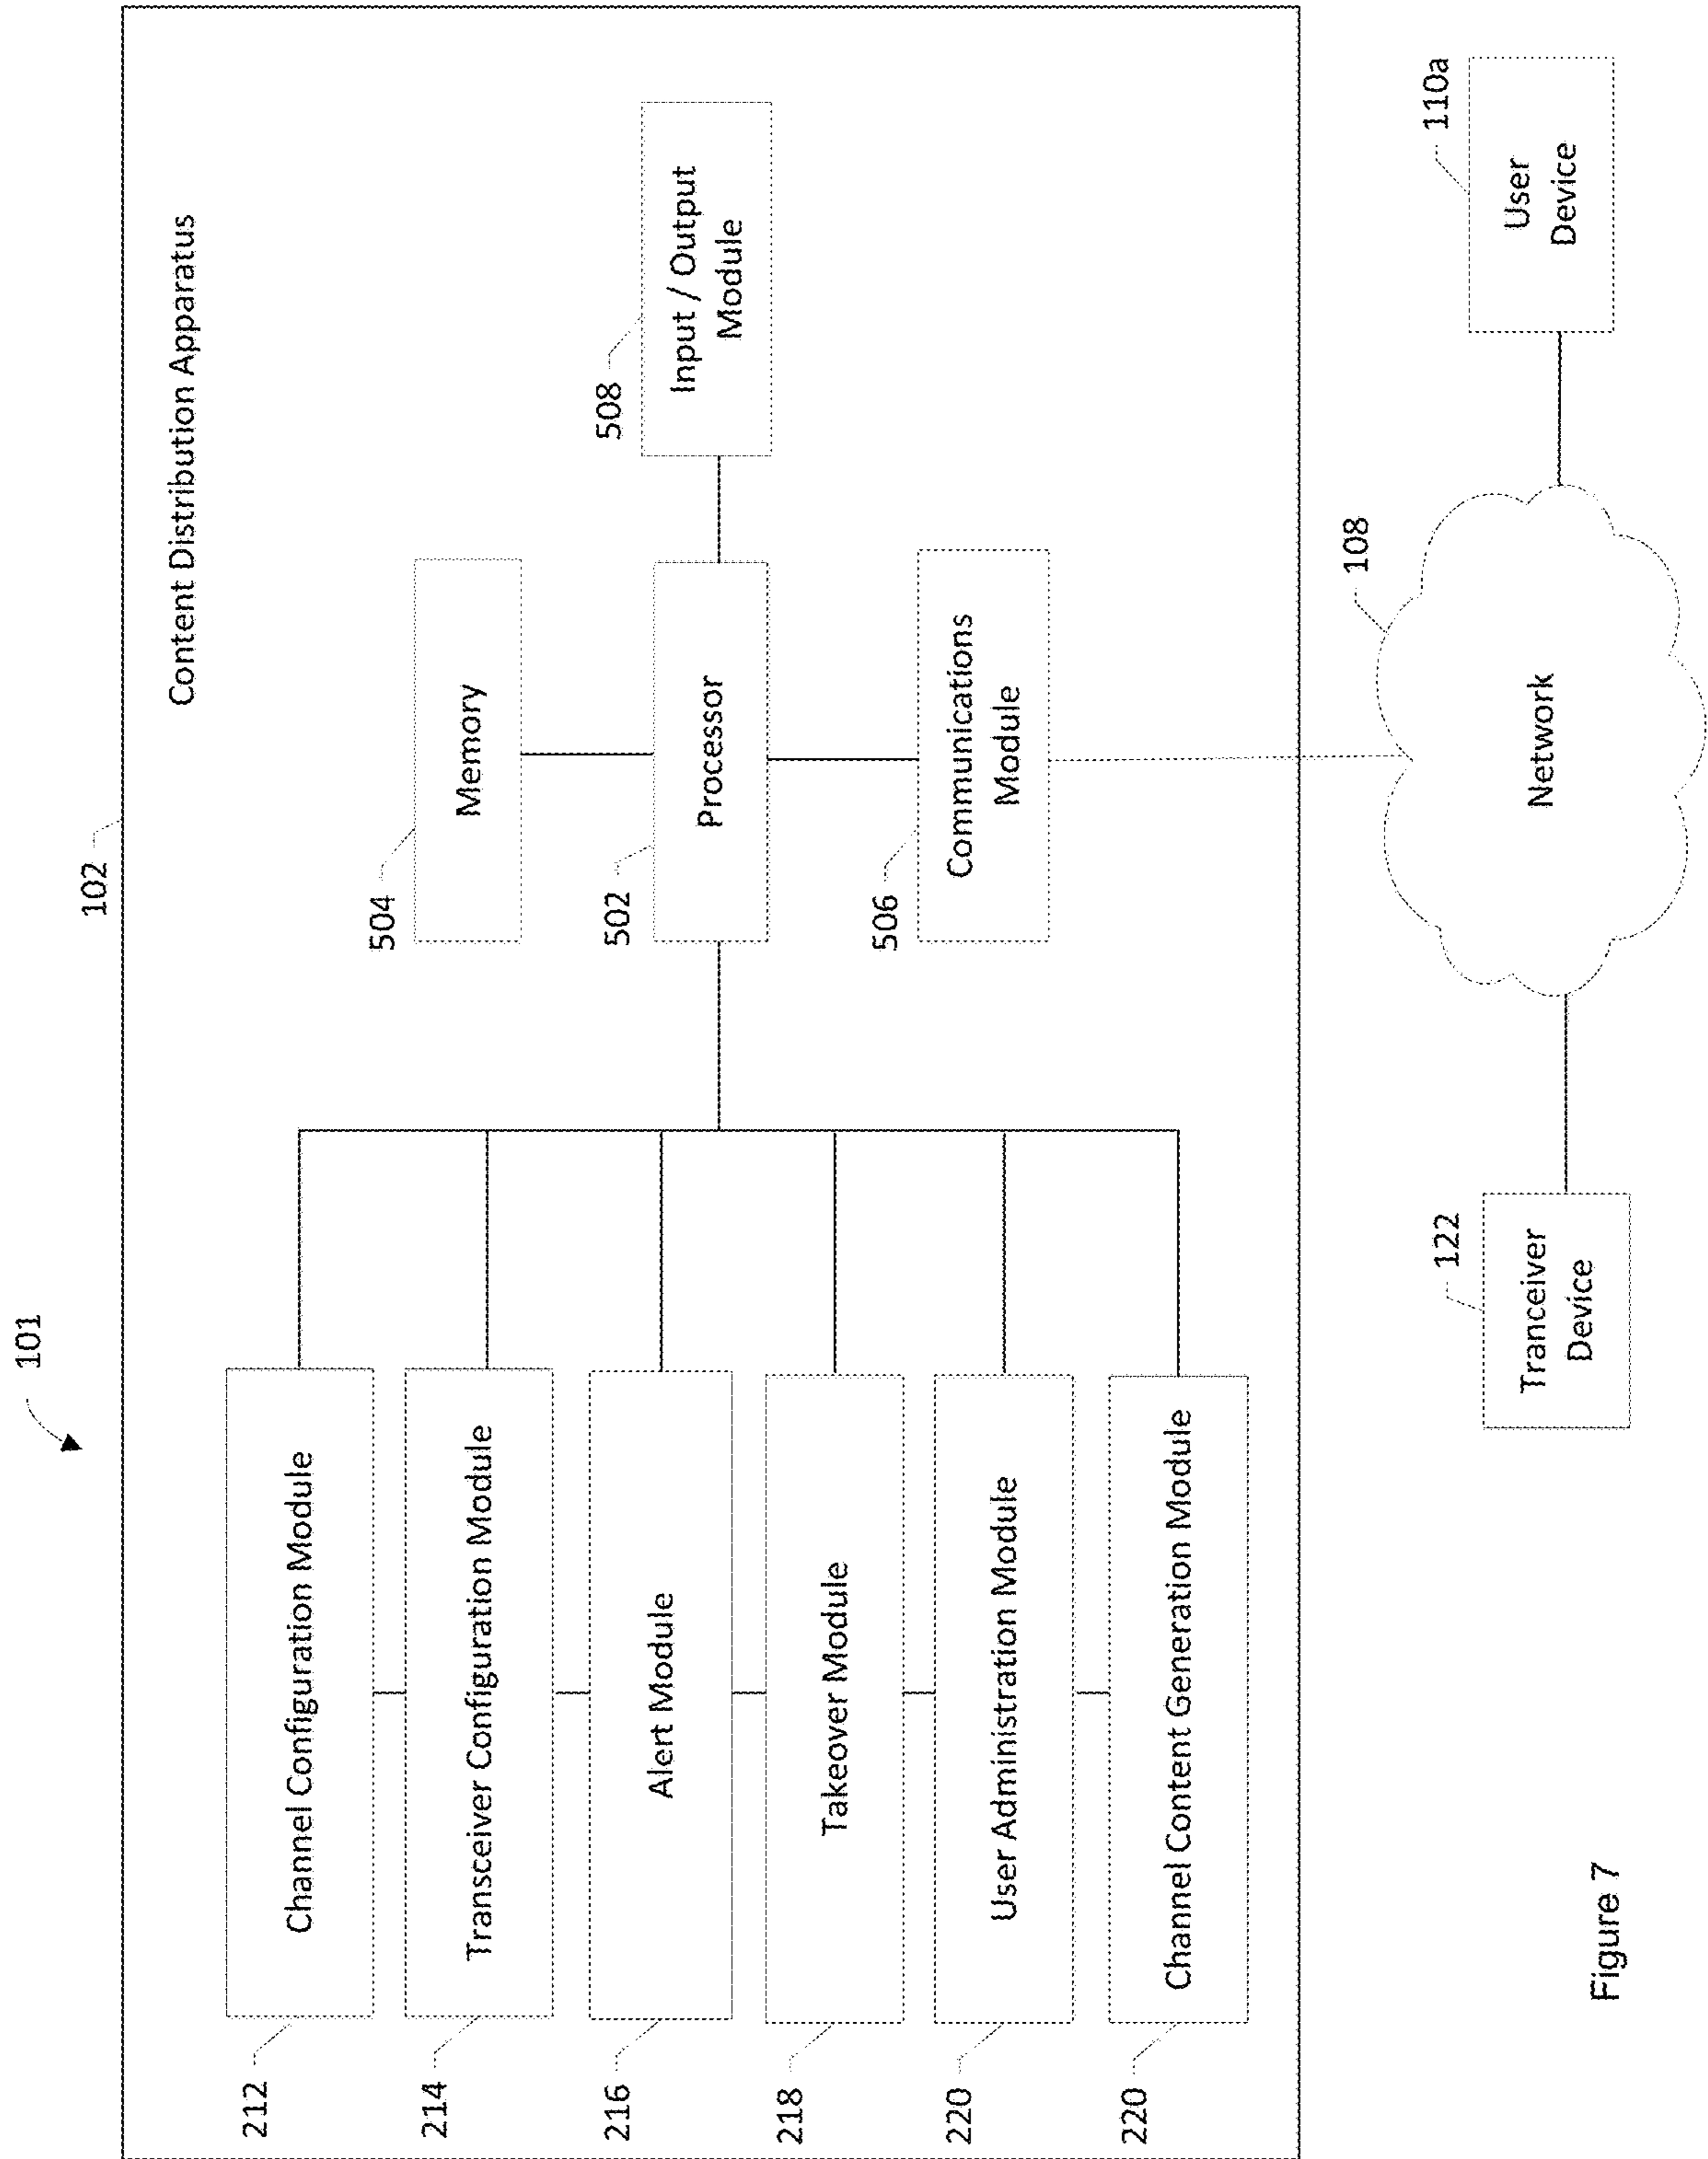 101
102
Content Distribution Apparatus
212
Channel Configuration Module
214
Transceiver Configuration Module
216
Alert Module
218
Takeover Module
220
User Administration Module
220
Channel Content Generation Module
504
Memory
502
Processor
508
Input / Output
Module
506
Communications
Module
122
Tranceiver
Device
108
Network
110a
User
Device
Figure 7